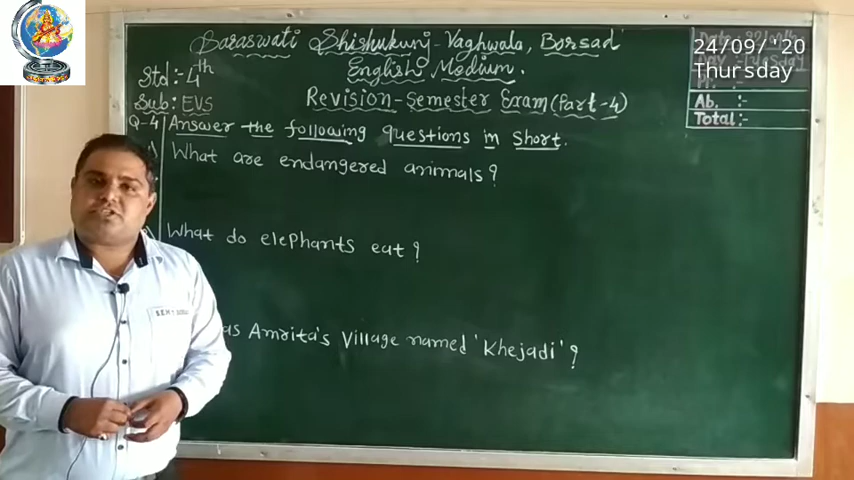 Saraswati Shishukunj - Vaghwala, Borsad
English Medium.
Std :- 4th
Sub : EVS
Revision - Semester Exam (Part-4)
24/09/'20
Thursday
Ab. :-
Total :-
Q-4 Answer the following questions in short.
What are endangered animals?
What do elephants eat?
as Amrita's Village named 'Khejadi'?